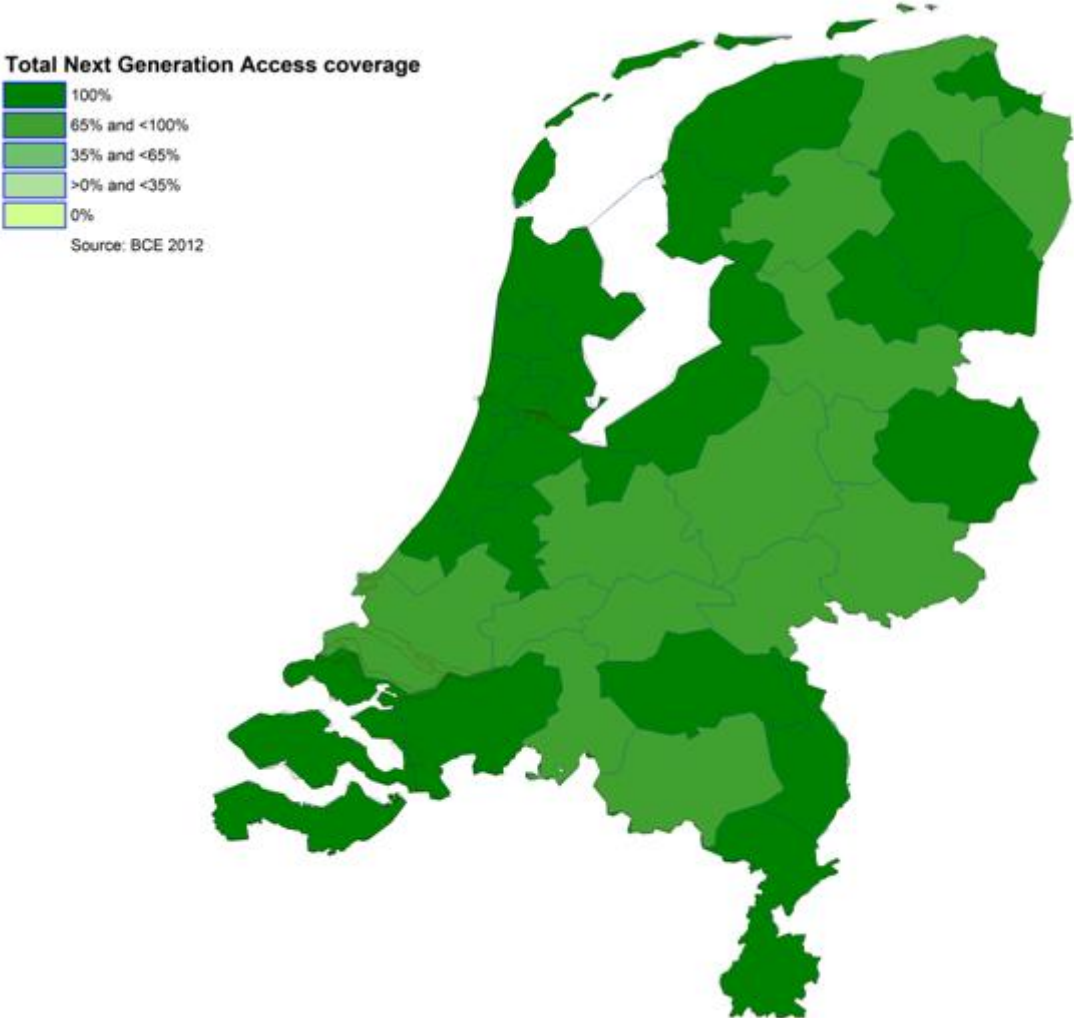 Total Next Generation Access coverage
100%
65% and <100%
35% and <65%
>0% and <35%
0%
Source: BCE 2012